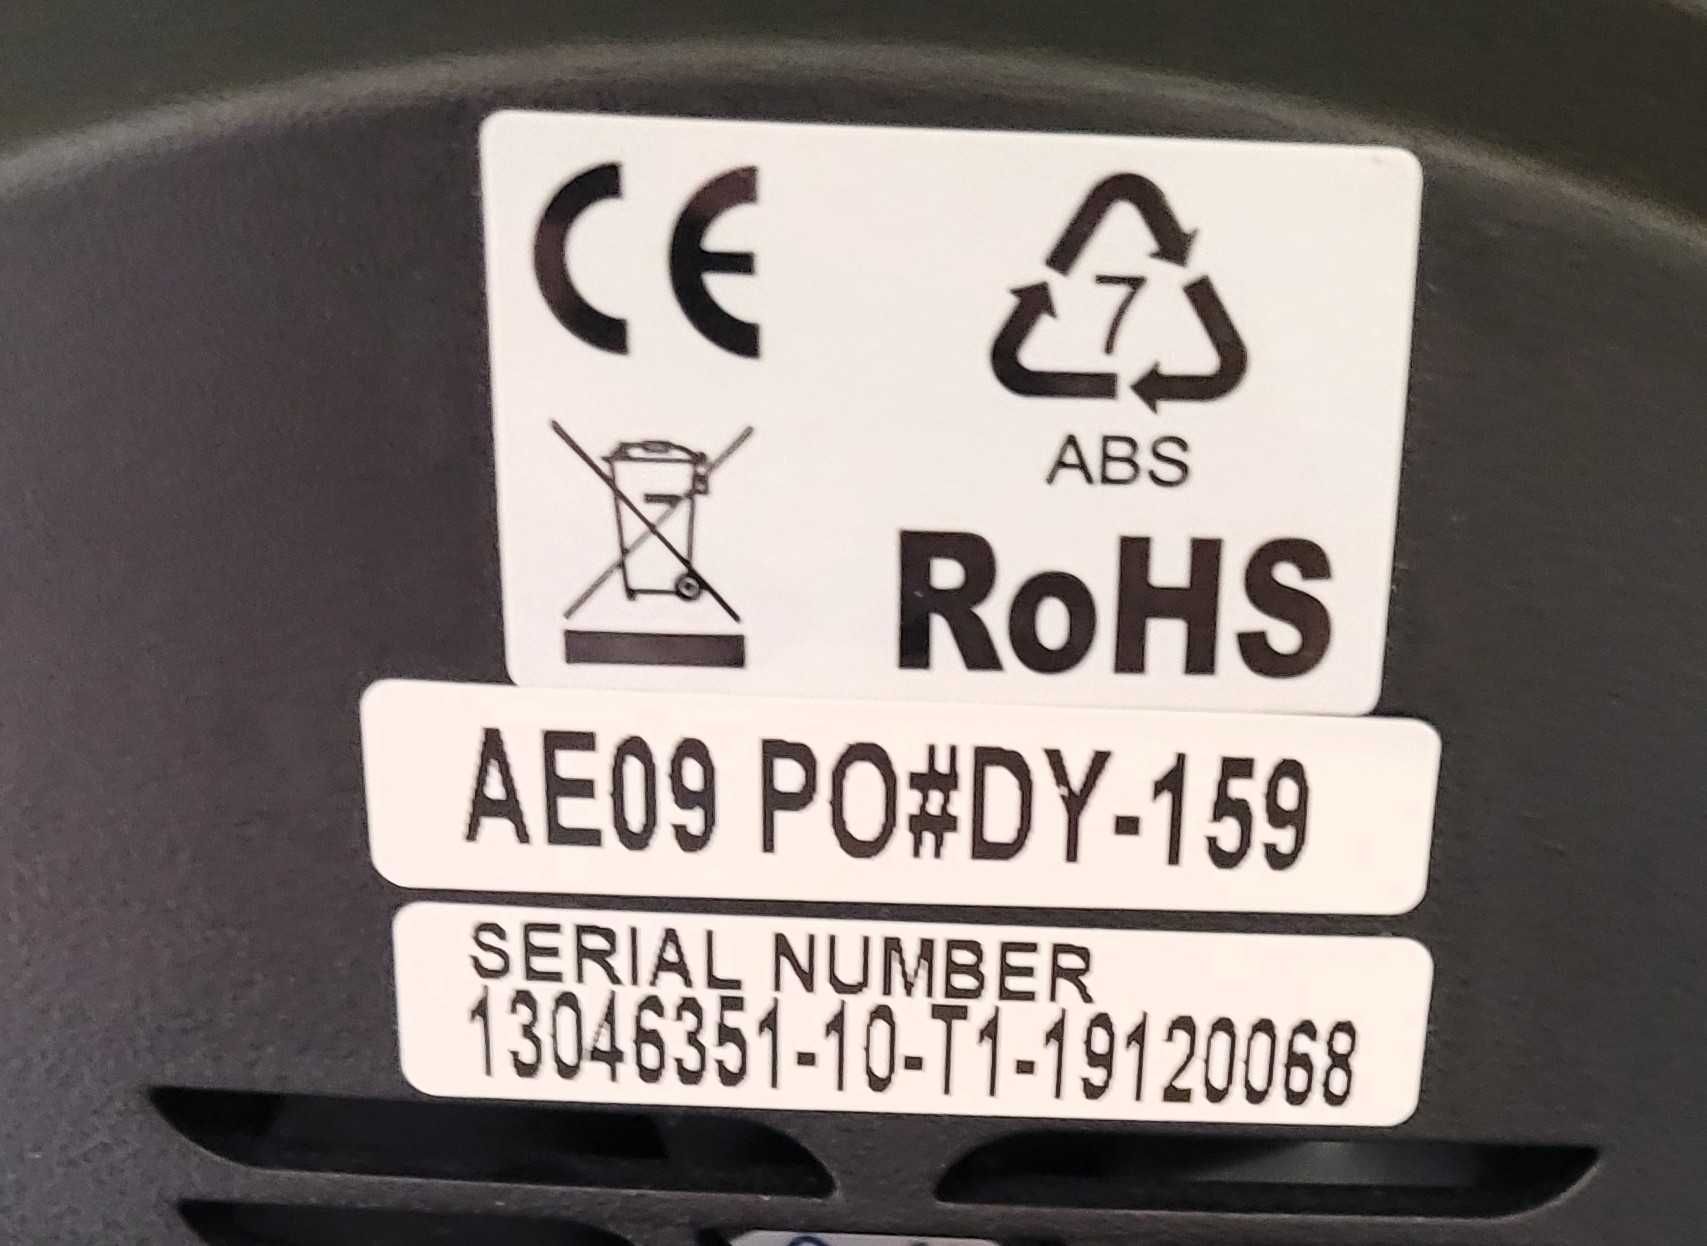 CE
7
ABS
RoHS
AE09 PO#DY-159
SERIAL NUMBER
13046351-10-T1-19120068